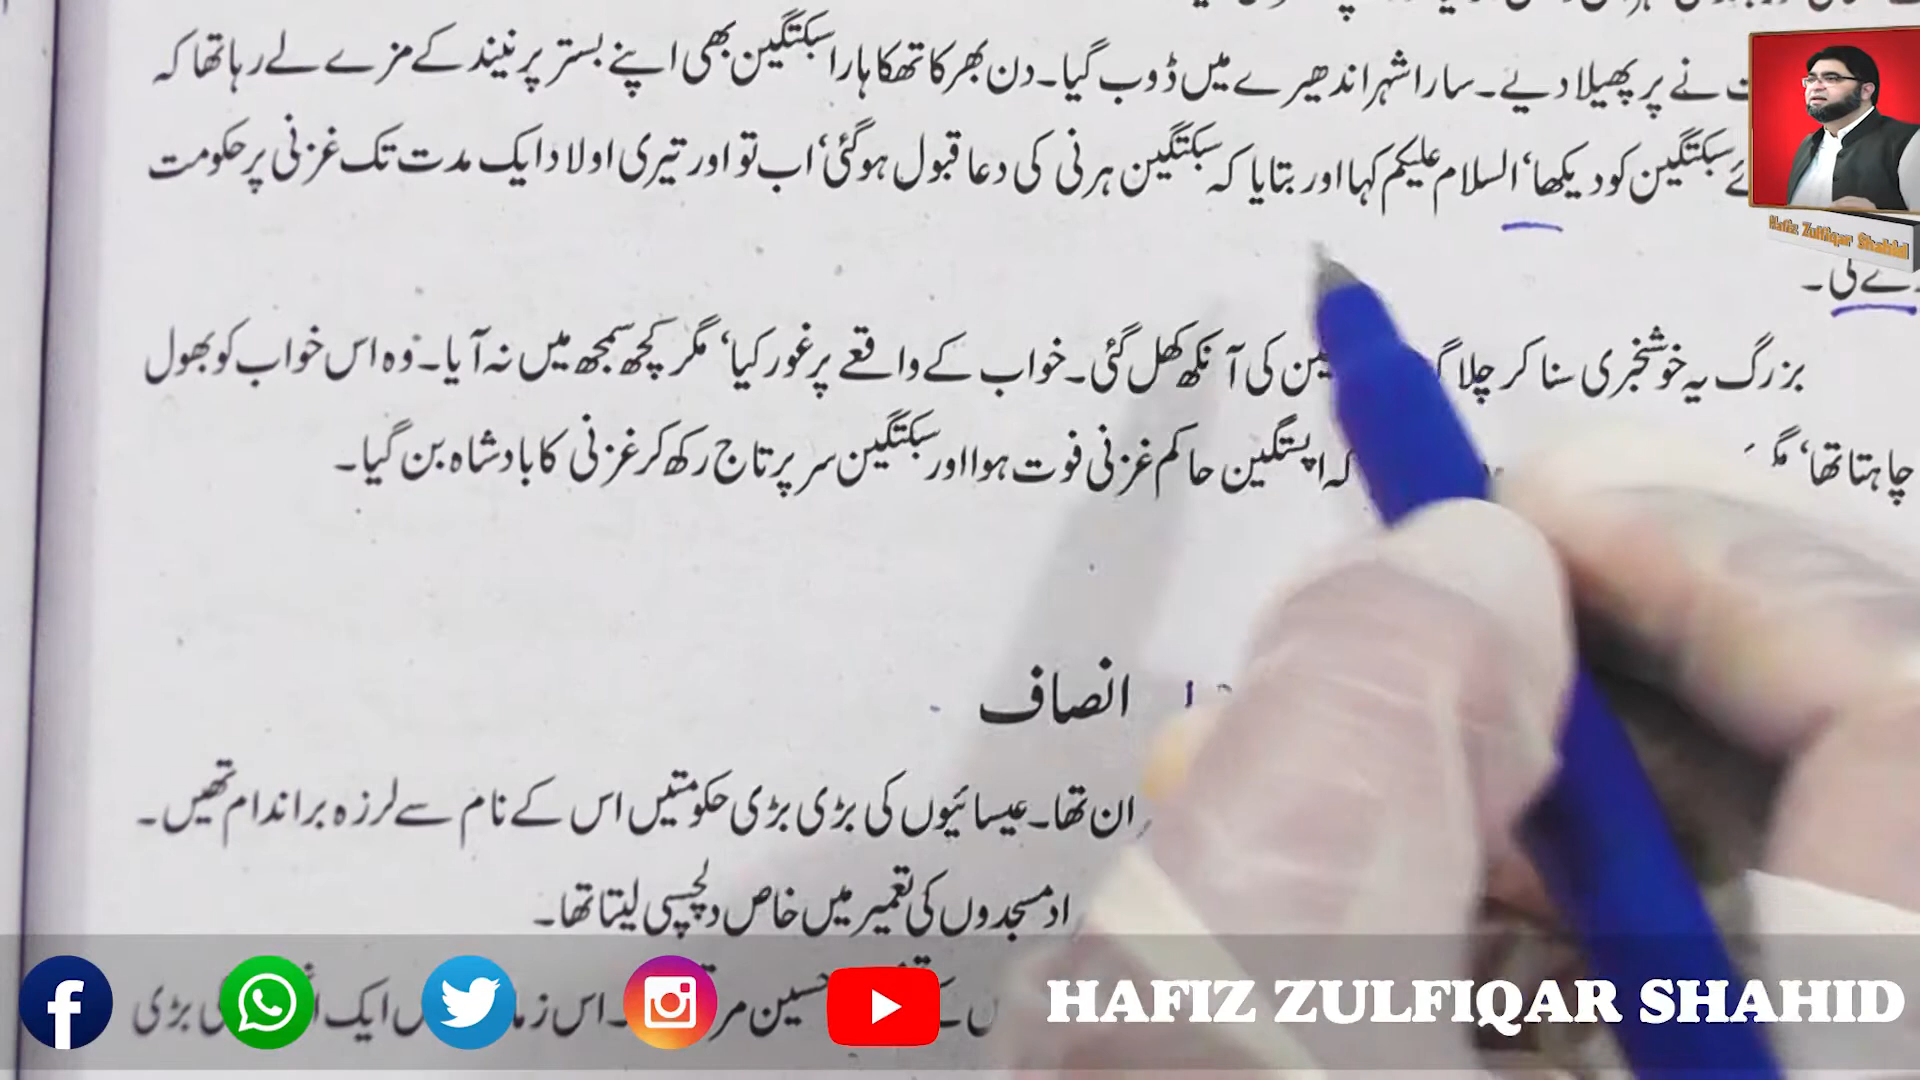 نے پر پھیلا دیے۔ سارا شہر اندھیرے میں ڈوب گیا۔ دن بھر کا تھکا ہارا سبکتگین بھی اپنے بستر پر نیند کے مزے لے رہا تھا کہ
سبکتگین کو دیکھا، السلام علیکم کہا اور بتایا کہ سبکتگین ہرنی کی دعا قبول ہوگئی، اب تو اور تیری اولاد ایک مدت تک غزنی پر حکومت
Hafiz Zulfiqar Shahid
بزرگ یہ خوشخبری سنا کر چلا کی آنکھ کھل گئی۔ خواب کے واقعے پر غور کیا، مگر کچھ سمجھ میں نہ آیا۔ وہ اس خواب کو بھول
چاہتا تھا، کہ اپستگین حاکم غزنی فوت ہوا اور سبکتگین سر پر تاج رکھ کر غزنی کا بادشاہ بن گیا۔
انصاف
تھا۔ عیسائیوں کی بڑی بڑی حکومتیں اس کے نام سے لرزہ براندام تھیں۔
مسجدوں کی تعمیر میں خاص دلچسپی لیتا تھا۔
حسین اس ایک بڑی
HAFIZ ZULFIQAR SHAHID